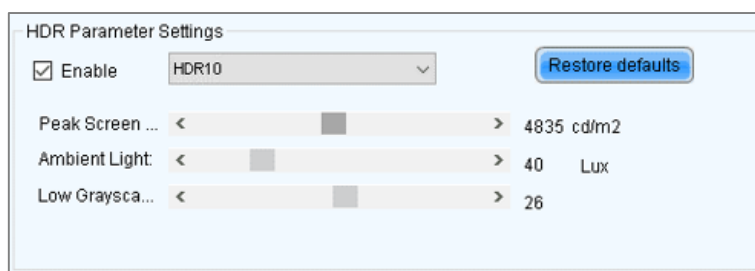 HDR Parameter Settings
Enable HDR10 Restore defaults
Peak Screen ... 4835 cd/m2
Ambient Light: 40 Lux
Low Graysca... 26